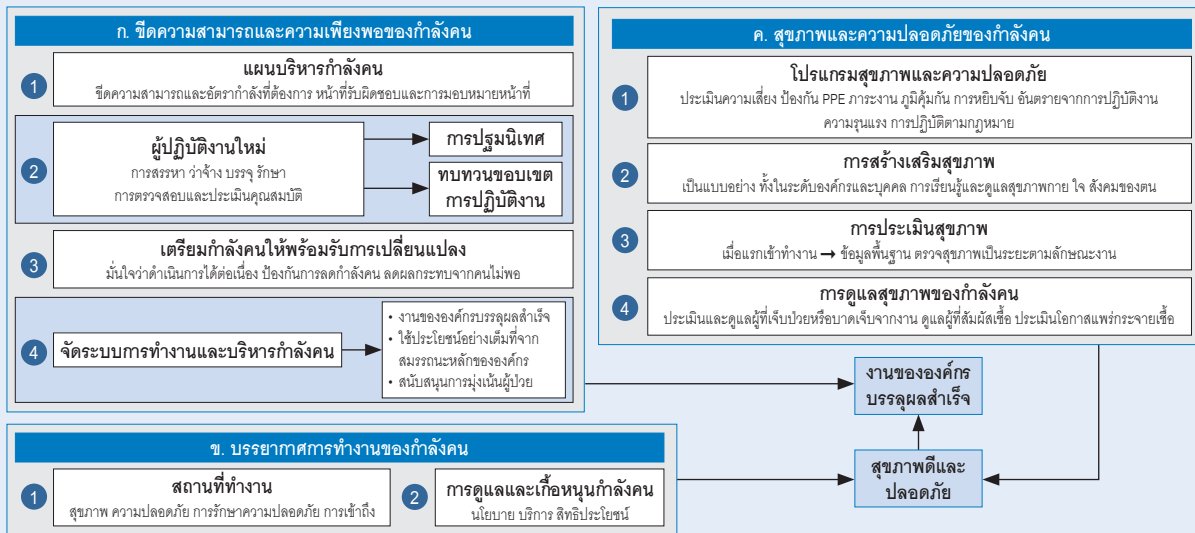 ก. ขีดความสามารถและความเพียงพอของกำลังคน
1
แผนบริหารกำลังคน
ขีดความสามารถและอัตรากำลังที่ต้องการ หน้าที่รับผิดชอบและการมอบหมายหน้าที่
2
ผู้ปฏิบัติงานใหม่
การสรรหา ว่าจ้าง บรรจุ รักษา
การตรวจสอบและประเมินคุณสมบัติ
การปฐมนิเทศ
ทบทวนขอบเขต
การปฏิบัติงาน
3
เตรียมกำลังคนให้พร้อมรับการเปลี่ยนแปลง
มั่นใจว่าดำเนินการได้ต่อเนื่อง ป้องกันการลดกำลังคน ลดผลกระทบจากคนไม่พอ
4
จัดระบบการทำงานและบริหารกำลังคน
• งานขององค์กรบรรลุผลสำเร็จ
• ใช้ประโยชน์อย่างเต็มที่จาก
สมรรถนะหลักขององค์กร
• สนับสนุนการมุ่งเน้นผู้ป่วย
ข. บรรยากาศการทำงานของกำลังคน
1
สถานที่ทำงาน
สุขภาพ ความปลอดภัย การรักษาความปลอดภัย การเข้าถึง
2
การดูแลและเกื้อหนุนกำลังคน
นโยบาย บริการ สิทธิประโยชน์
ค. สุขภาพและความปลอดภัยของกำลังคน
1
โปรแกรมสุขภาพและความปลอดภัย
ประเมินความเสี่ยง ป้องกัน PPE ภาระงาน ภูมิคุ้มกัน การหยิบจับ อันตรายจากการปฏิบัติงาน
ความรุนแรง การปฏิบัติตามกฎหมาย
2
การสร้างเสริมสุขภาพ
เป็นแบบอย่าง ทั้งในระดับองค์กรและบุคคล การเรียนรู้และดูแลสุขภาพกาย ใจ สังคมของตน
3
การประเมินสุขภาพ
เมื่อแรกเข้าทำงาน → ข้อมูลพื้นฐาน ตรวจสุขภาพเป็นระยะตามลักษณะงาน
4
การดูแลสุขภาพของกำลังคน
ประเมินและดูแลผู้ที่เจ็บป่วยหรือบาดเจ็บจากงาน ดูแลผู้ที่สัมผัสเชื้อ ประเมินโอกาสแพร่กระจายเชื้อ
งานขององค์กร
บรรลุผลสำเร็จ
สุขภาพดีและ
ปลอดภัย